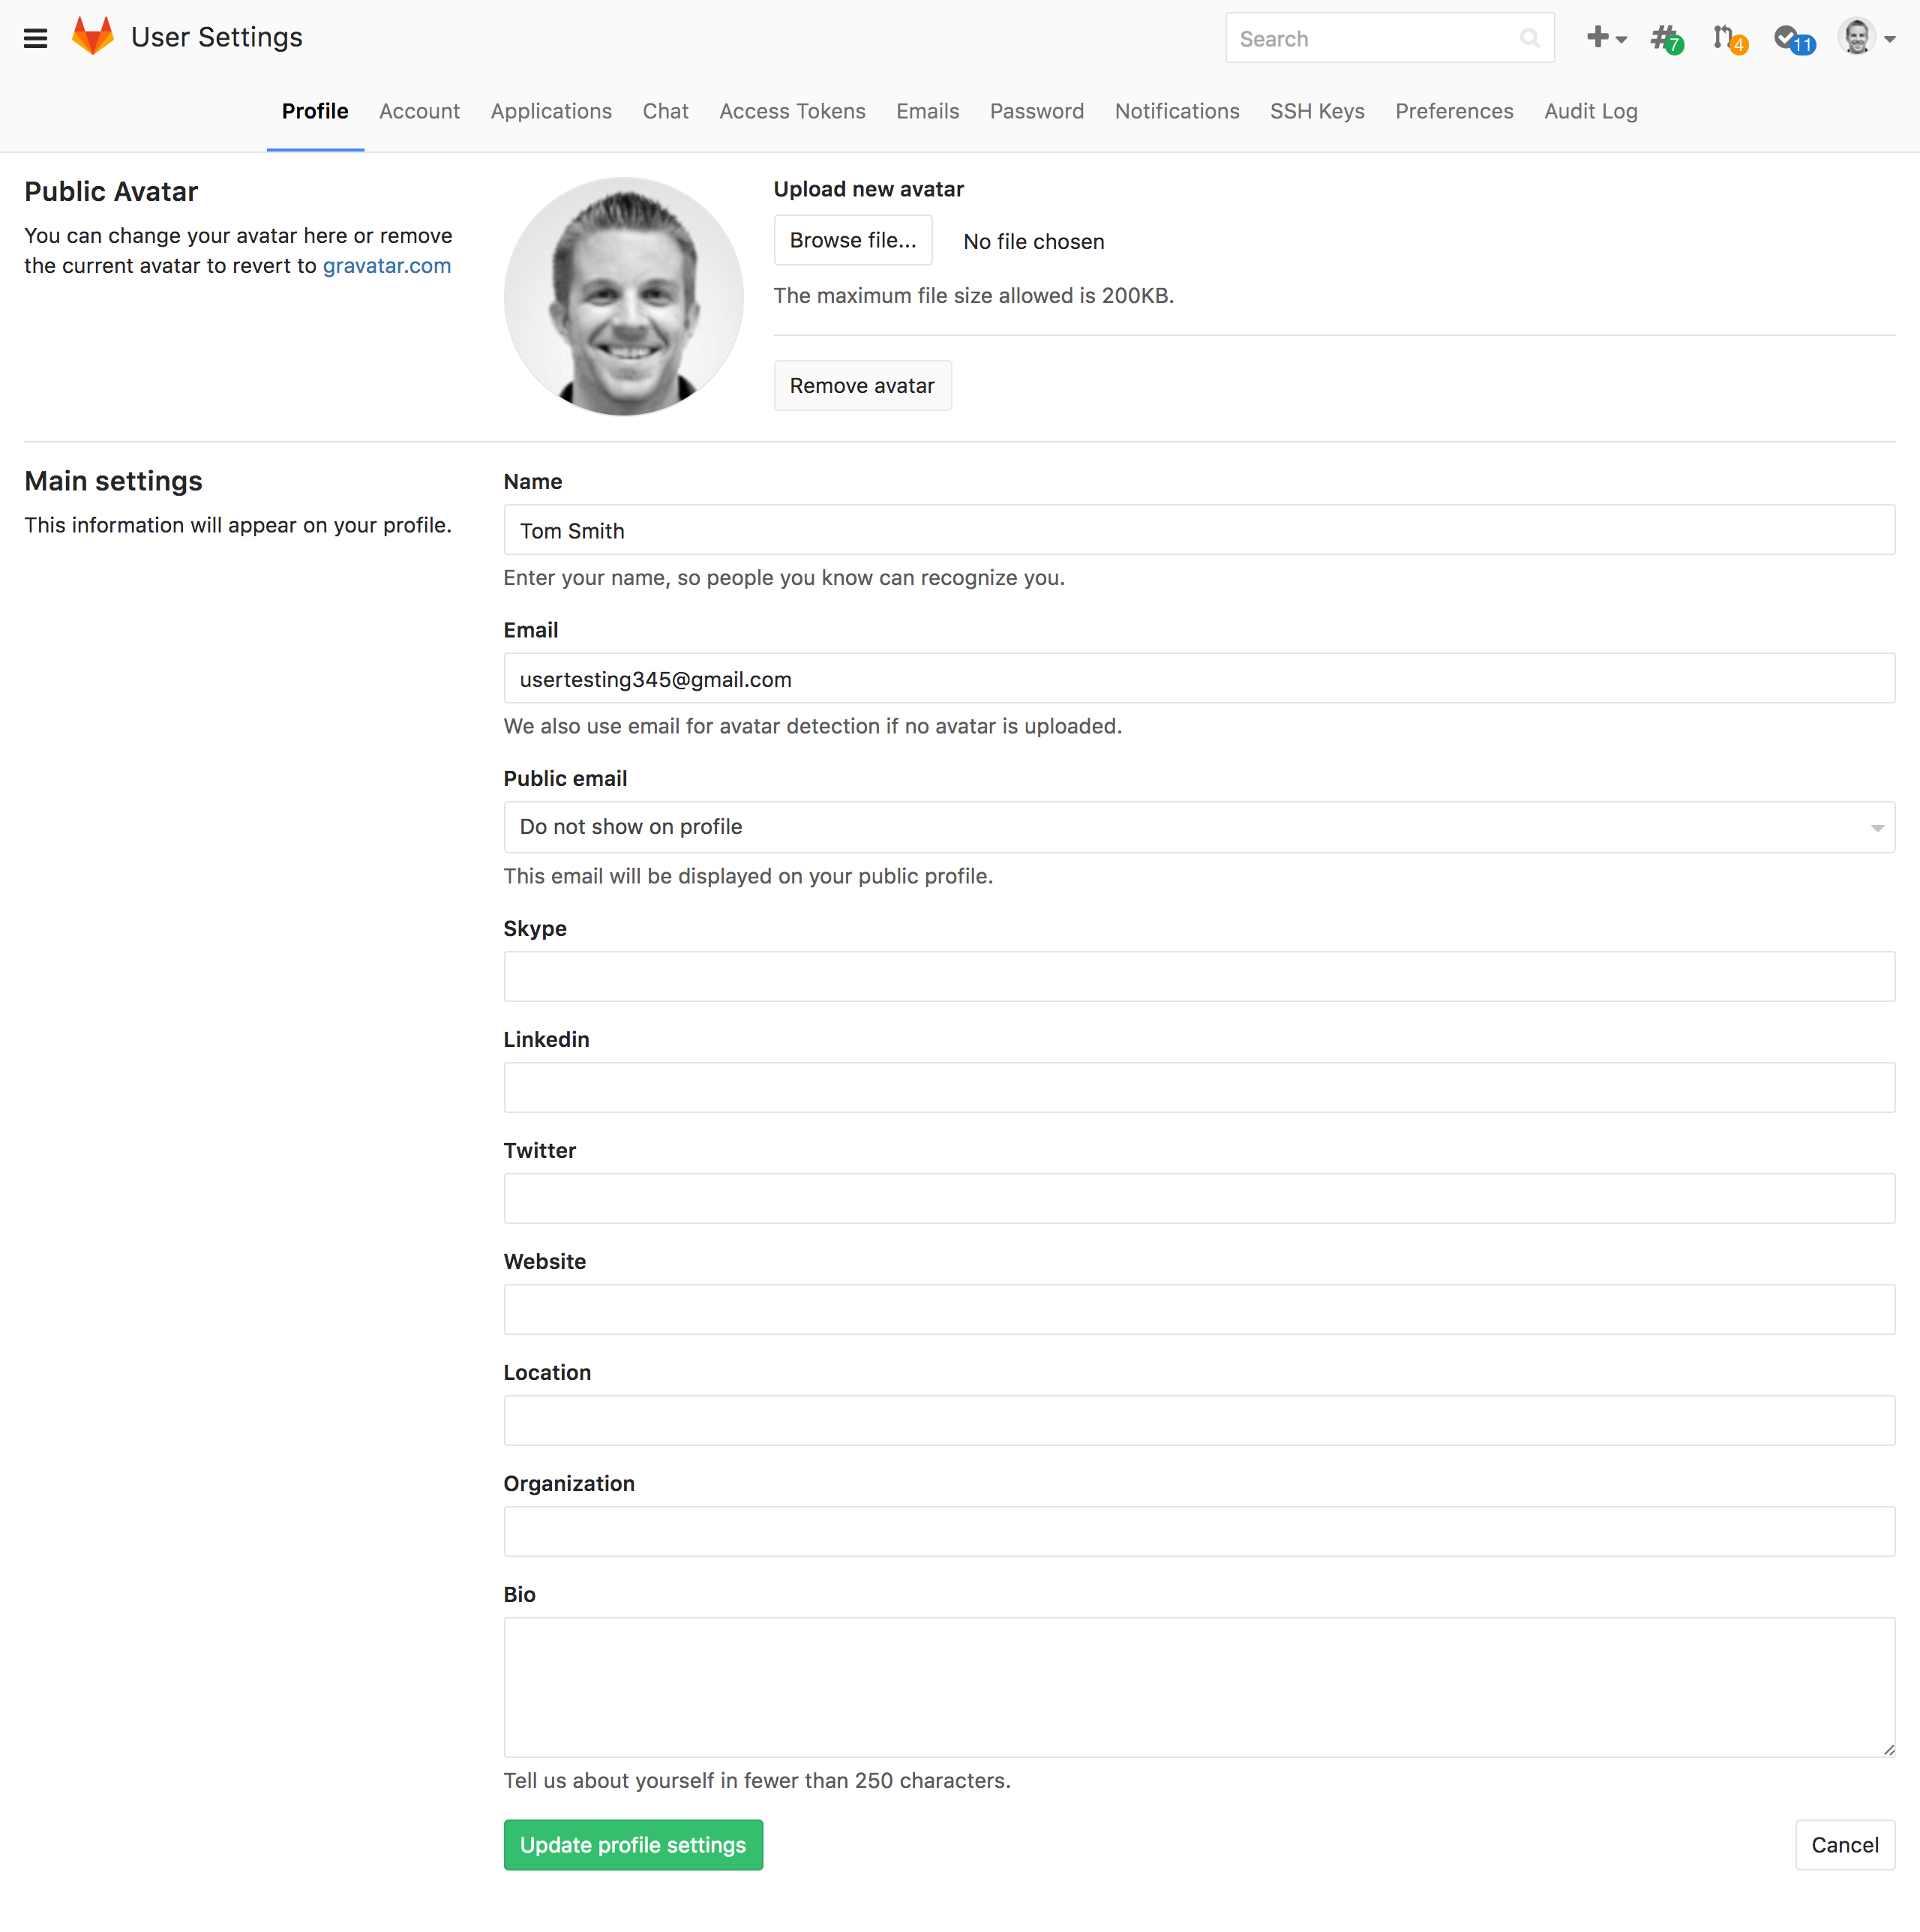 User Settings
Search
7
4
11
Profile Account Applications Chat Access Tokens Emails Password Notifications SSH Keys Preferences Audit Log
Public Avatar
You can change your avatar here or remove
the current avatar to revert to gravatar.com
Upload new avatar
Browse file... No file chosen
The maximum file size allowed is 200KB.
Remove avatar
Main settings
This information will appear on your profile.
Name
Tom Smith
Enter your name, so people you know can recognize you.
Email
usertesting345@gmail.com
We also use email for avatar detection if no avatar is uploaded.
Public email
Do not show on profile
This email will be displayed on your public profile.
Skype
Linkedin
Twitter
Website
Location
Organization
Bio
Tell us about yourself in fewer than 250 characters.
Update profile settings
Cancel